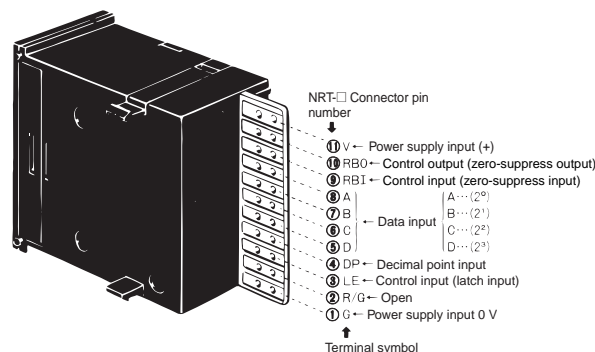 NRT-□ Connector pin
number
⑪ V ← Power supply input (+)
⑩ RBO ← Control output (zero-suppress output)
⑨ RBI ← Control input (zero-suppress input)
⑧ A A···(2⁰)
⑦ B B···(2¹)
← Data input
⑥ C C···(2²)
⑤ D D···(2³)
④ DP ← Decimal point input
③ LE ← Control input (latch input)
② R/G ← Open
① G ← Power supply input 0 V
Terminal symbol